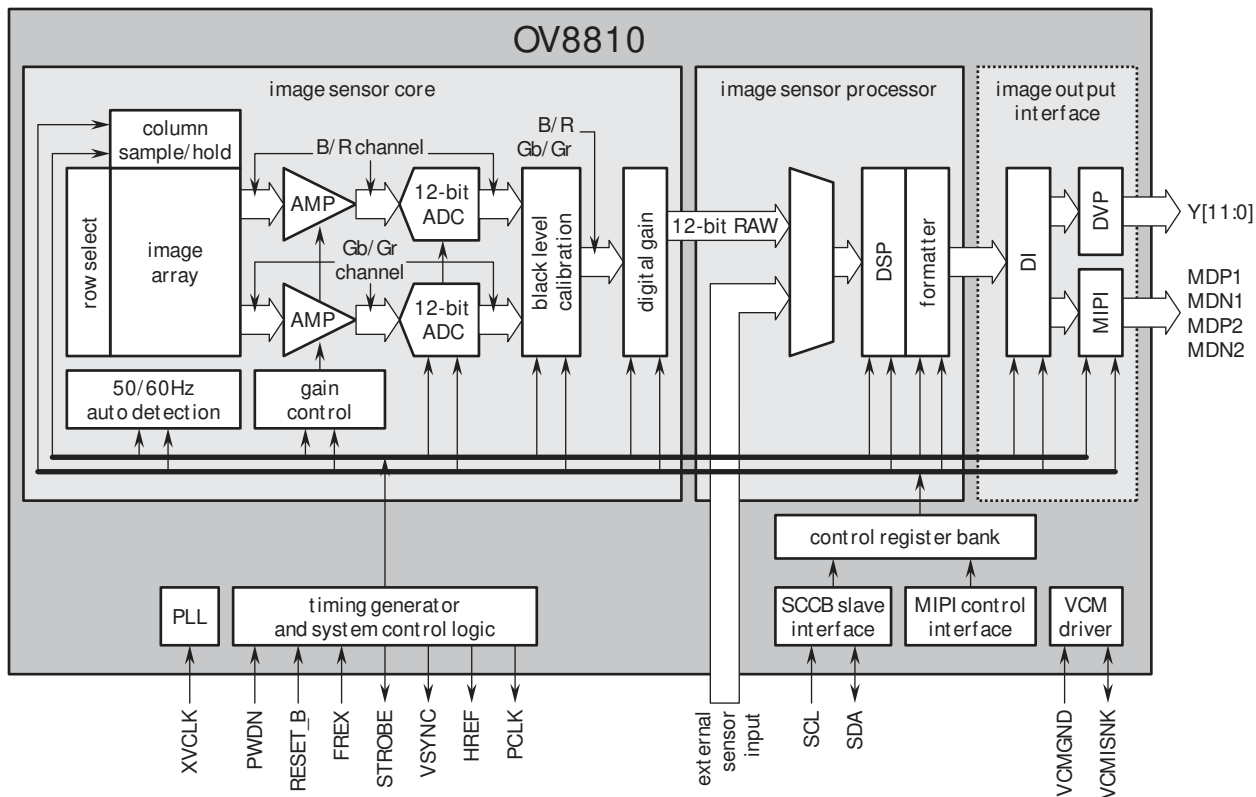 OV8810
image sensor core
image sensor processor
image output
interface
column
sample/hold
B/R channel
B/R
Gb/Gr
row select
image
array
AMP
12-bit
ADC
Gb/Gr
channel
AMP
12-bit
ADC
black level
calibration
digital gain
12-bit RAW
DSP
formatter
DI
DVP
MIPI
Y[11:0]
MDP1
MDN1
MDP2
MDN2
50/60Hz
auto detection
gain
control
control register bank
PLL
timing generator
and system control logic
SCCB slave
interface
MIPI control
interface
VCM
driver
XVCLK
PWDN
RESET_B
FREX
STROBE
VSYNC
HREF
PCLK
external
sensor
input
SCL
SDA
VCMGND
VCMISNK